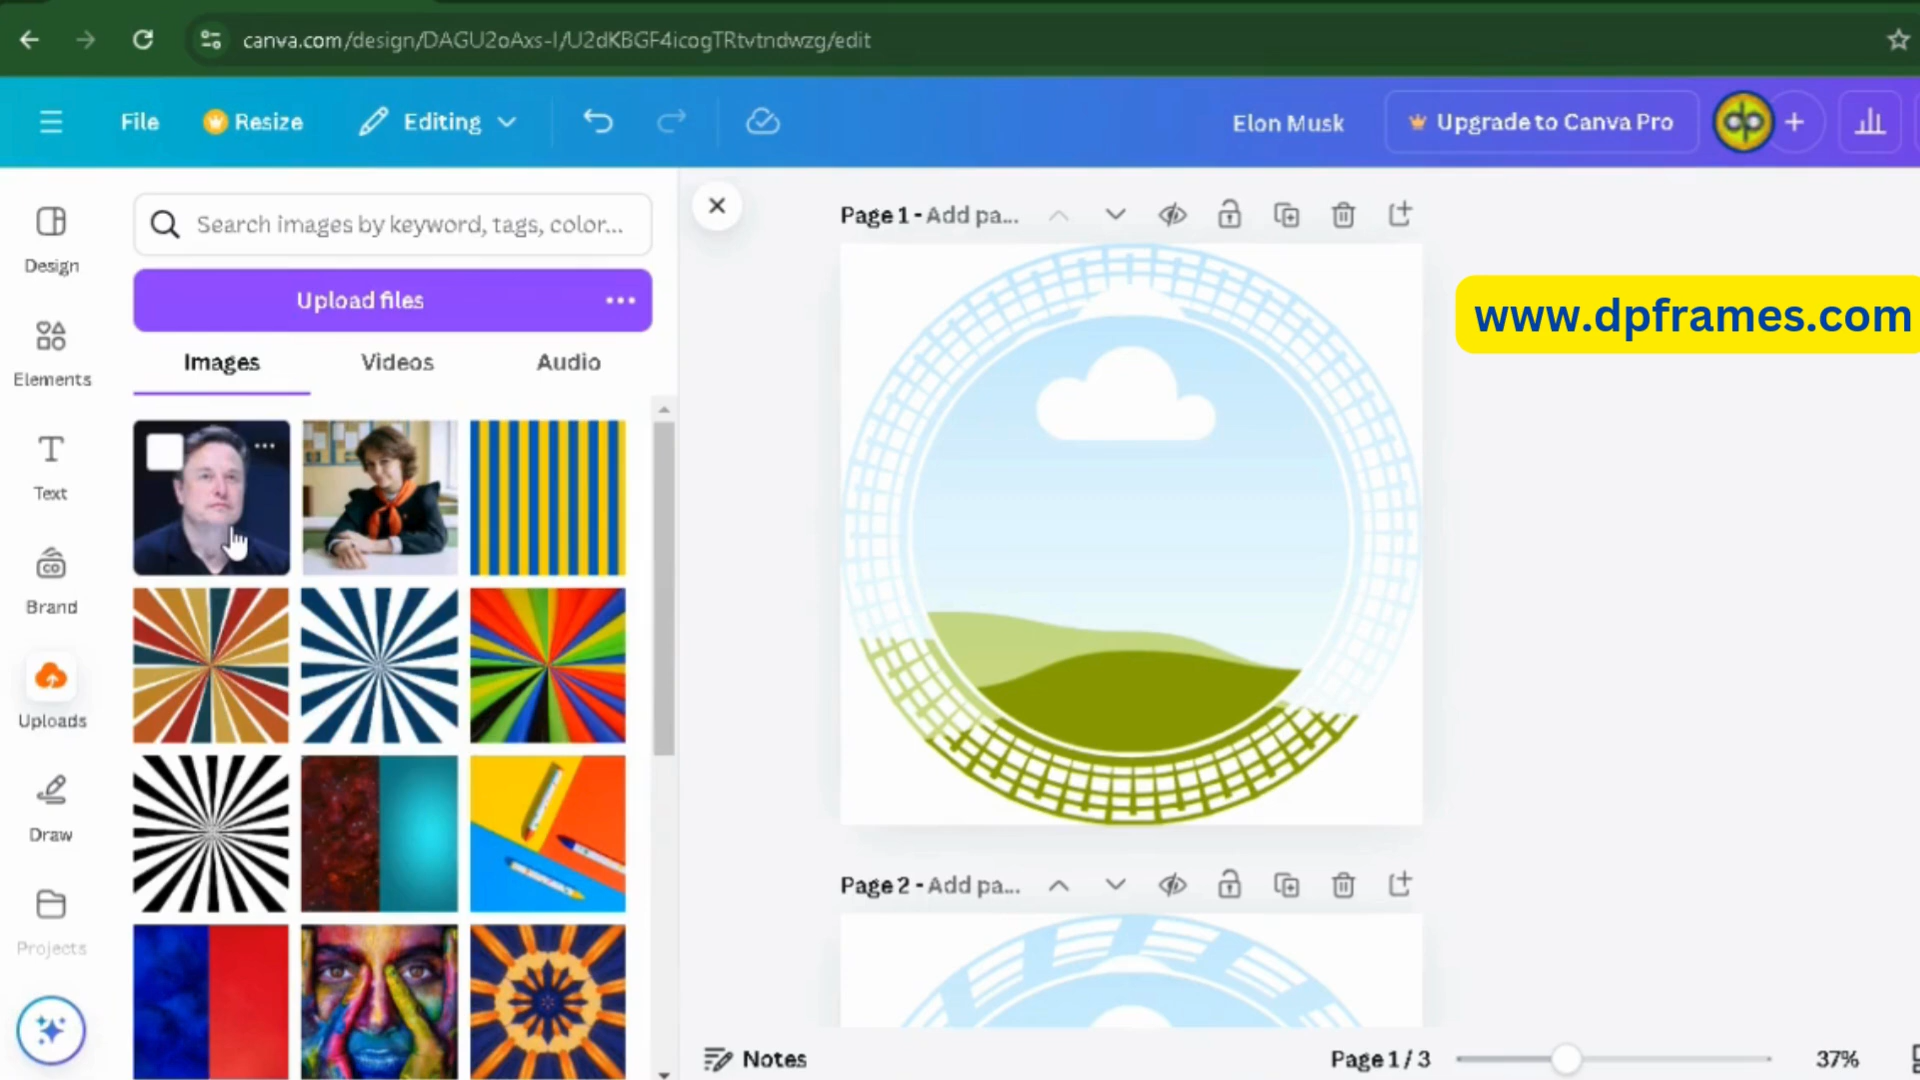 canva.com/design/DAGU2oAxs-I/U2dKBGF4icogTRtvtndwzg/edit
File
Resize
Editing
Elon Musk
Upgrade to Canva Pro
dp
Search images by keyword, tags, color...
Upload files
Images
Videos
Audio
Design
Elements
Text
Brand
Uploads
Draw
Projects
CO
Page 1 - Add pa...
www.dpframes.com
Page 2 - Add pa...
Notes
Page 1 / 3
37%